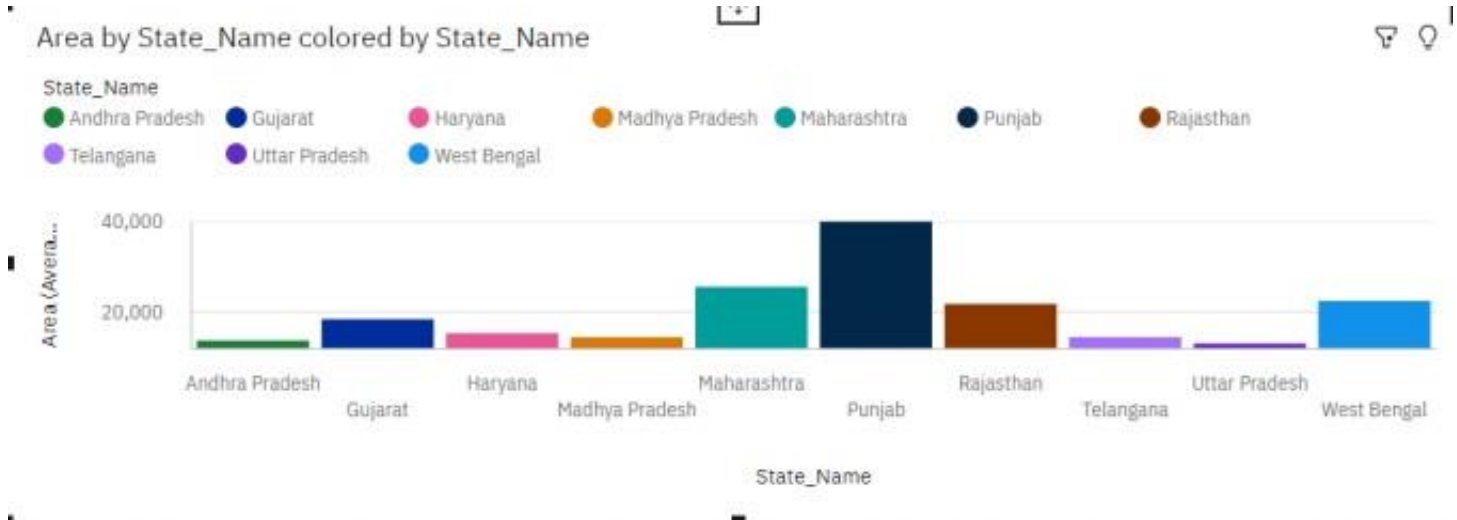 Area by State_Name colored by State_Name
State_Name
Andhra Pradesh Gujarat Haryana Madhya Pradesh Maharashtra Punjab Rajasthan
Telangana Uttar Pradesh West Bengal
Area (Avera...
40,000
20,000
Andhra Pradesh Haryana Maharashtra Rajasthan Uttar Pradesh
Gujarat Madhya Pradesh Punjab Telangana West Bengal
State_Name